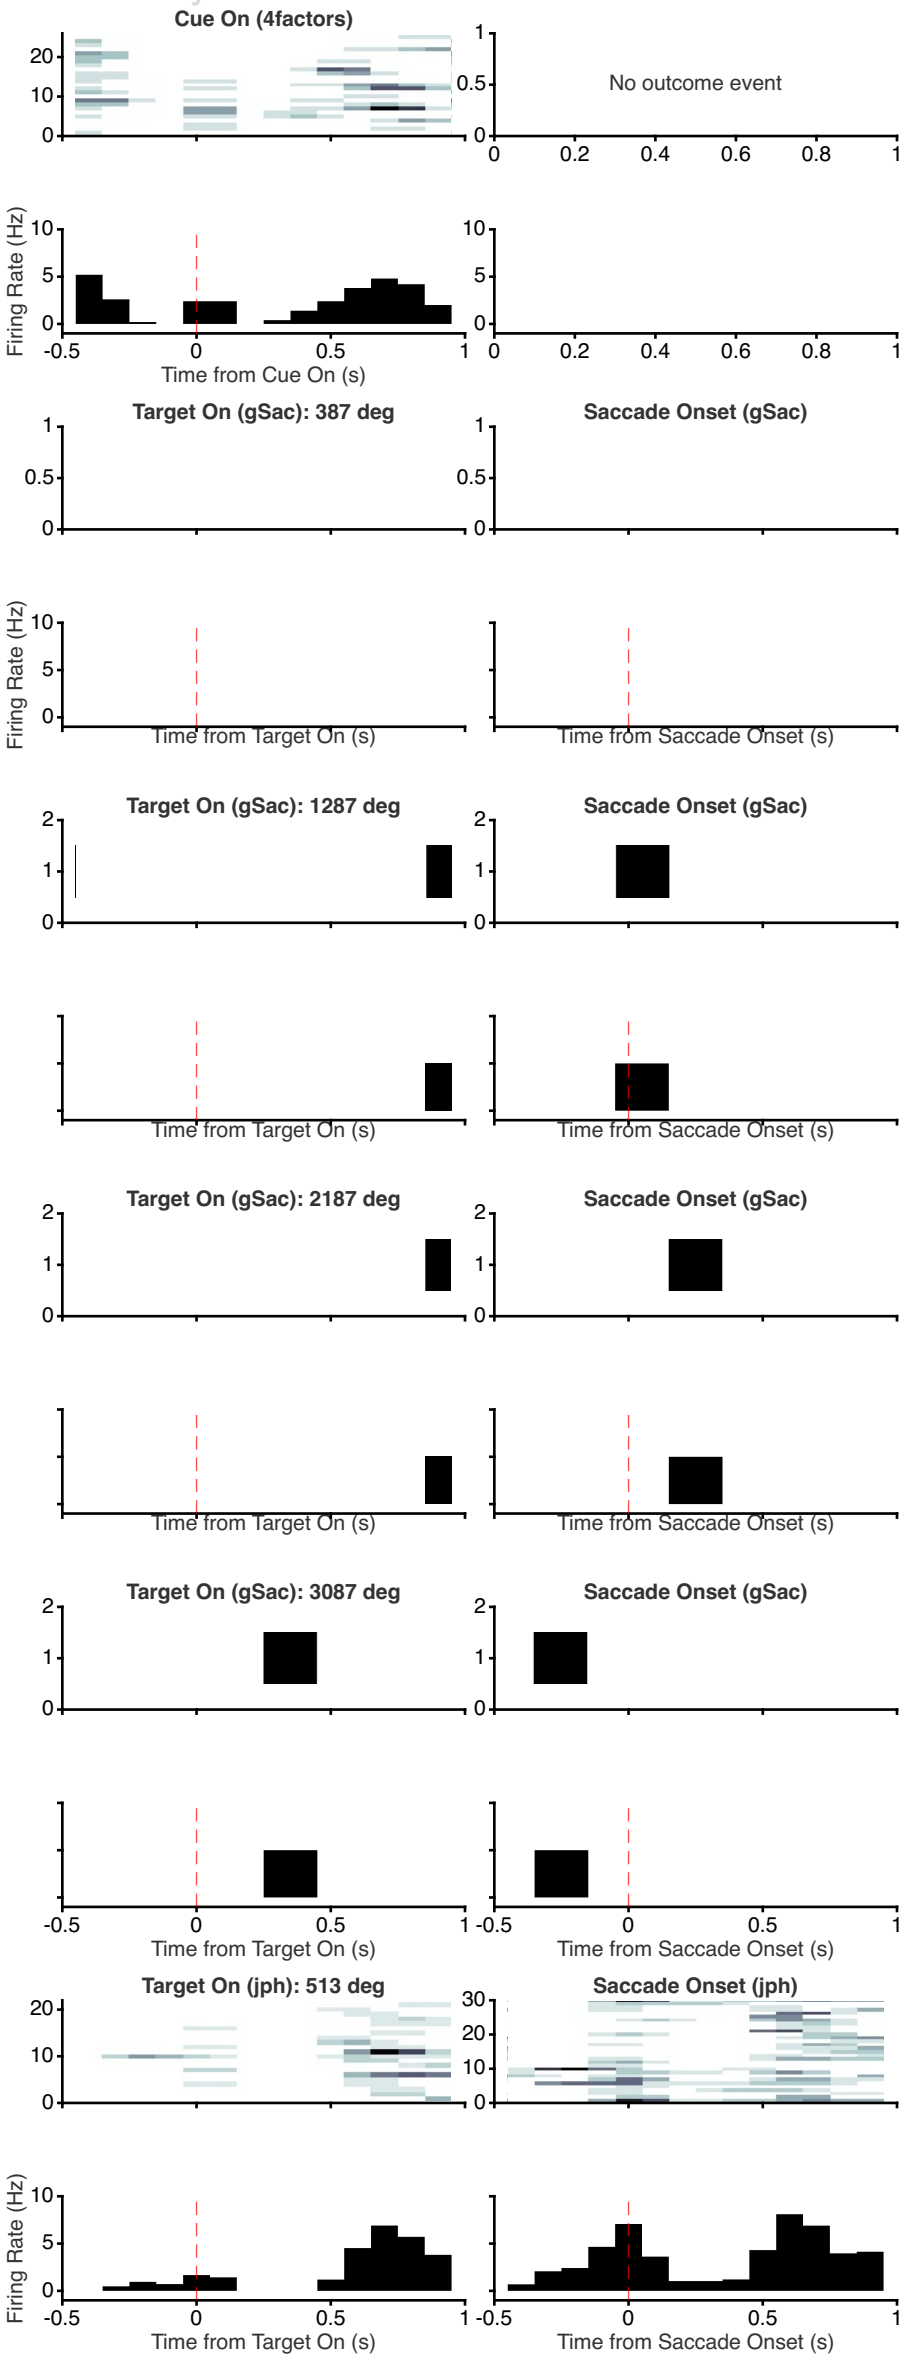 Cue On (4factors)
20
10
0
1
0.5
0
No outcome event
0 0.2 0.4 0.6 0.8 1
Firing Rate (Hz)
10
5
0
-0.5 0 0.5 1
Time from Cue On (s)
10
5
0
0 0.2 0.4 0.6 0.8 1
Target On (gSac): 387 deg
1
0.5
0
Saccade Onset (gSac)
1
0.5
0
Firing Rate (Hz)
10
5
0
Time from Target On (s)
Time from Saccade Onset (s)
Target On (gSac): 1287 deg
2
1
0
Saccade Onset (gSac)
2
1
0
Time from Target On (s)
Time from Saccade Onset (s)
Target On (gSac): 2187 deg
2
1
0
Saccade Onset (gSac)
2
1
0
Time from Target On (s)
Time from Saccade Onset (s)
Target On (gSac): 3087 deg
2
1
0
Saccade Onset (gSac)
2
1
0
-0.5 0 0.5 1
Time from Target On (s)
-0.5 0 0.5 1
Time from Saccade Onset (s)
Target On (jph): 513 deg
20
10
0
Saccade Onset (jph)
30
20
10
0
Firing Rate (Hz)
10
5
0
-0.5 0 0.5 1
Time from Target On (s)
-0.5 0 0.5 1
Time from Saccade Onset (s)